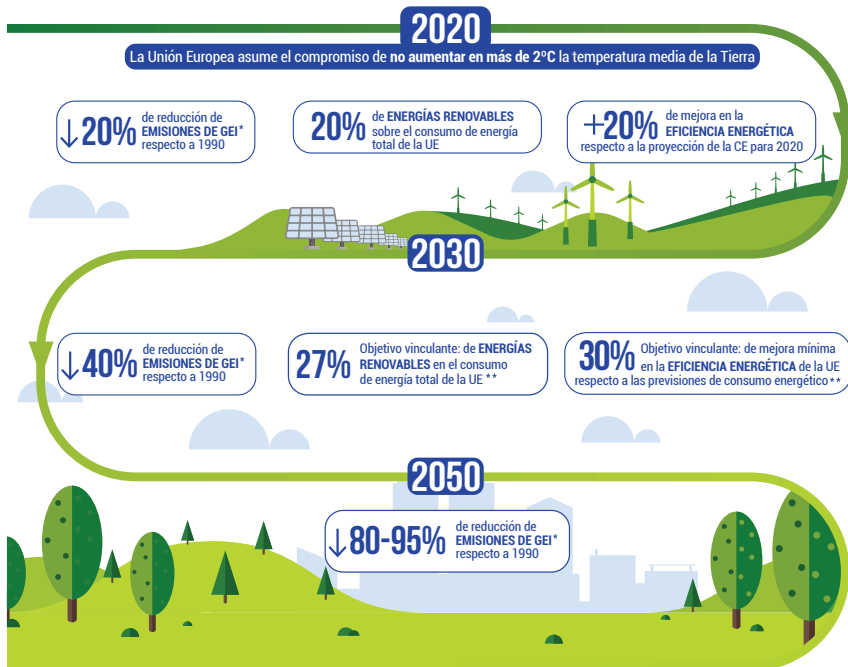 2020
La Unión Europea asume el compromiso de no aumentar en más de 2ºC la temperatura media de la Tierra
↓20% de reducción de
EMISIONES DE GEI*
respecto a 1990
20% de ENERGÍAS RENOVABLES
sobre el consumo de energía
total de la UE
+20% de mejora en la
EFICIENCIA ENERGÉTICA
respecto a la proyección de la CE para 2020
2030
↓40% de reducción de
EMISIONES DE GEI*
respecto a 1990
27% Objetivo vinculante: de ENERGÍAS
RENOVABLES en el consumo
de energía total de la UE **
30% Objetivo vinculante: de mejora mínima
en la EFICIENCIA ENERGÉTICA de la UE
respecto a las previsiones de consumo energético**
2050
↓80-95% de reducción de
EMISIONES DE GEI*
respecto a 1990